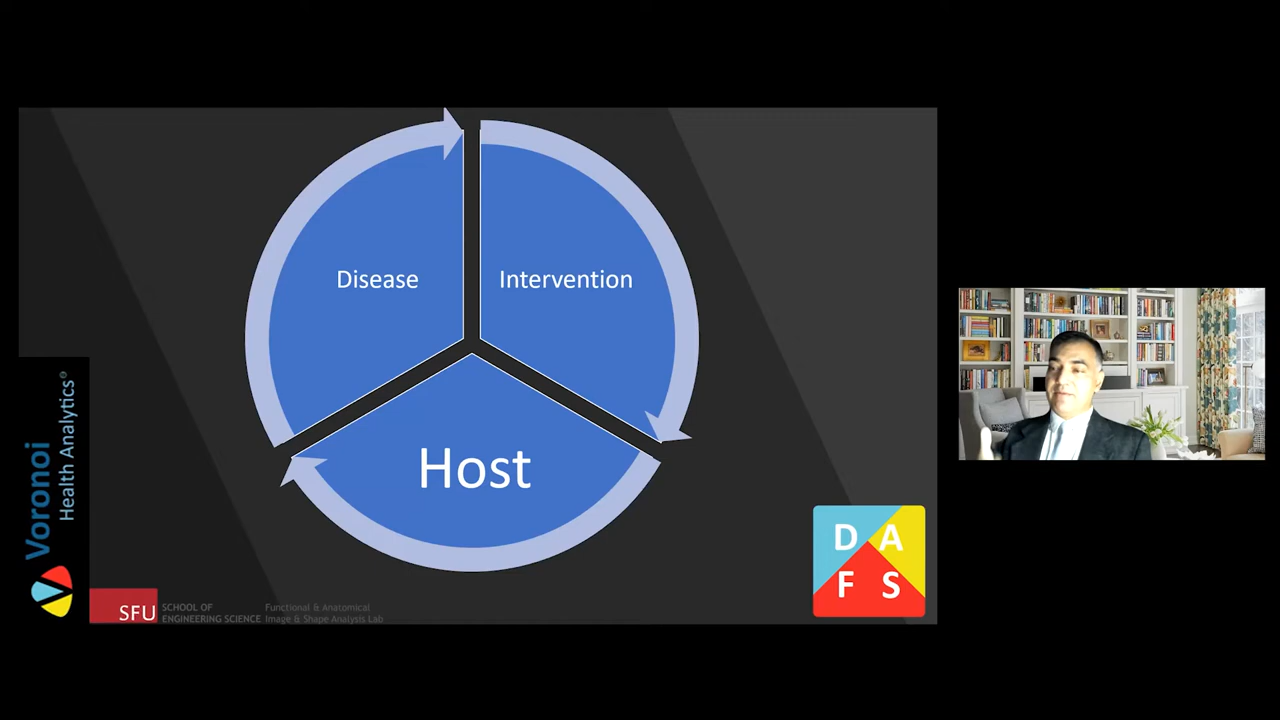 Disease
Intervention
Host
Voronoi
Health Analytics®
SFU
SCHOOL OF
ENGINEERING SCIENCE
Functional & Anatomical
Image & Shape Analysis Lab
D A
F S